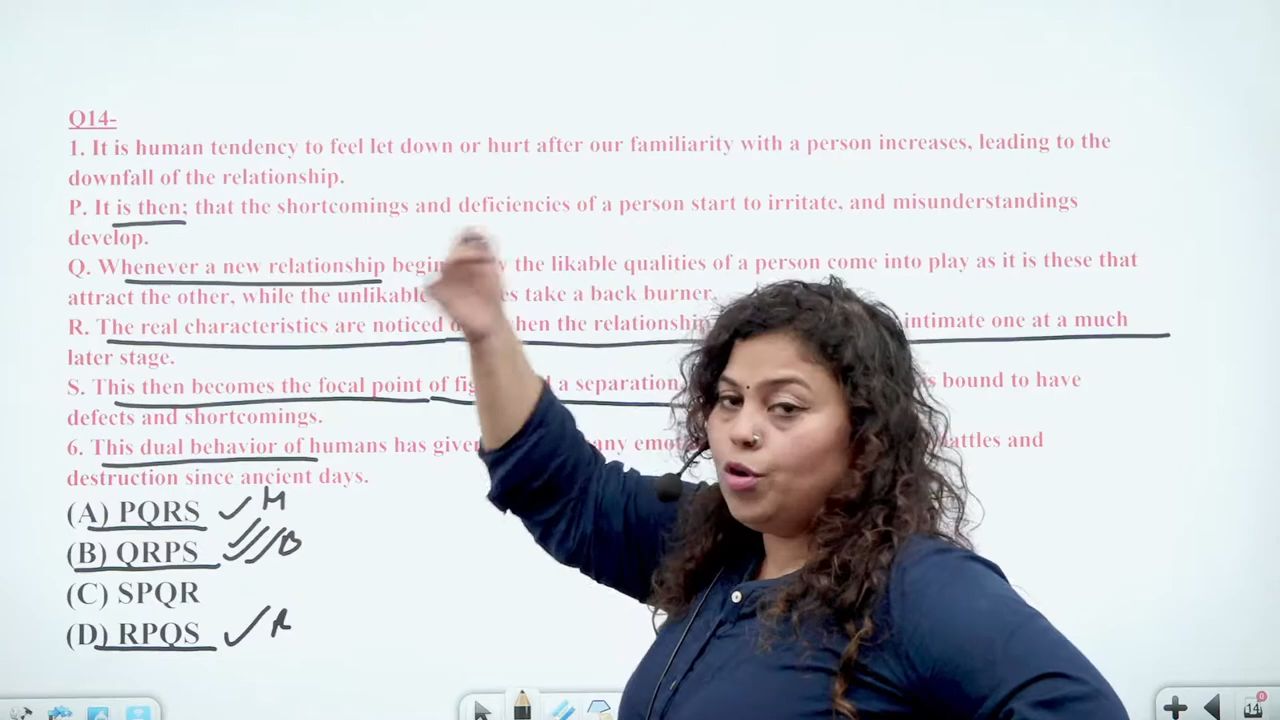 Q14-
1. It is human tendency to feel let down or hurt after our familiarity with a person increases, leading to the
downfall of the relationship.
P. It is then; that the shortcomings and deficiencies of a person start to irritate, and misunderstandings
develop.
Q. Whenever a new relationship the likable qualities of a person come into play as it is these that
attract the other, while the unlikable take a back burner.
R. The real characteristics are noticed when the relationship intimate one at a much
later stage.
S. This then becomes the focal point of a separation, bound to have
defects and shortcomings.
6. This dual behavior of humans has and
destruction since ancient days.
(A) PQRS M
(B) QRPS B
(C) SPQR
(D) RPQS R
14
0